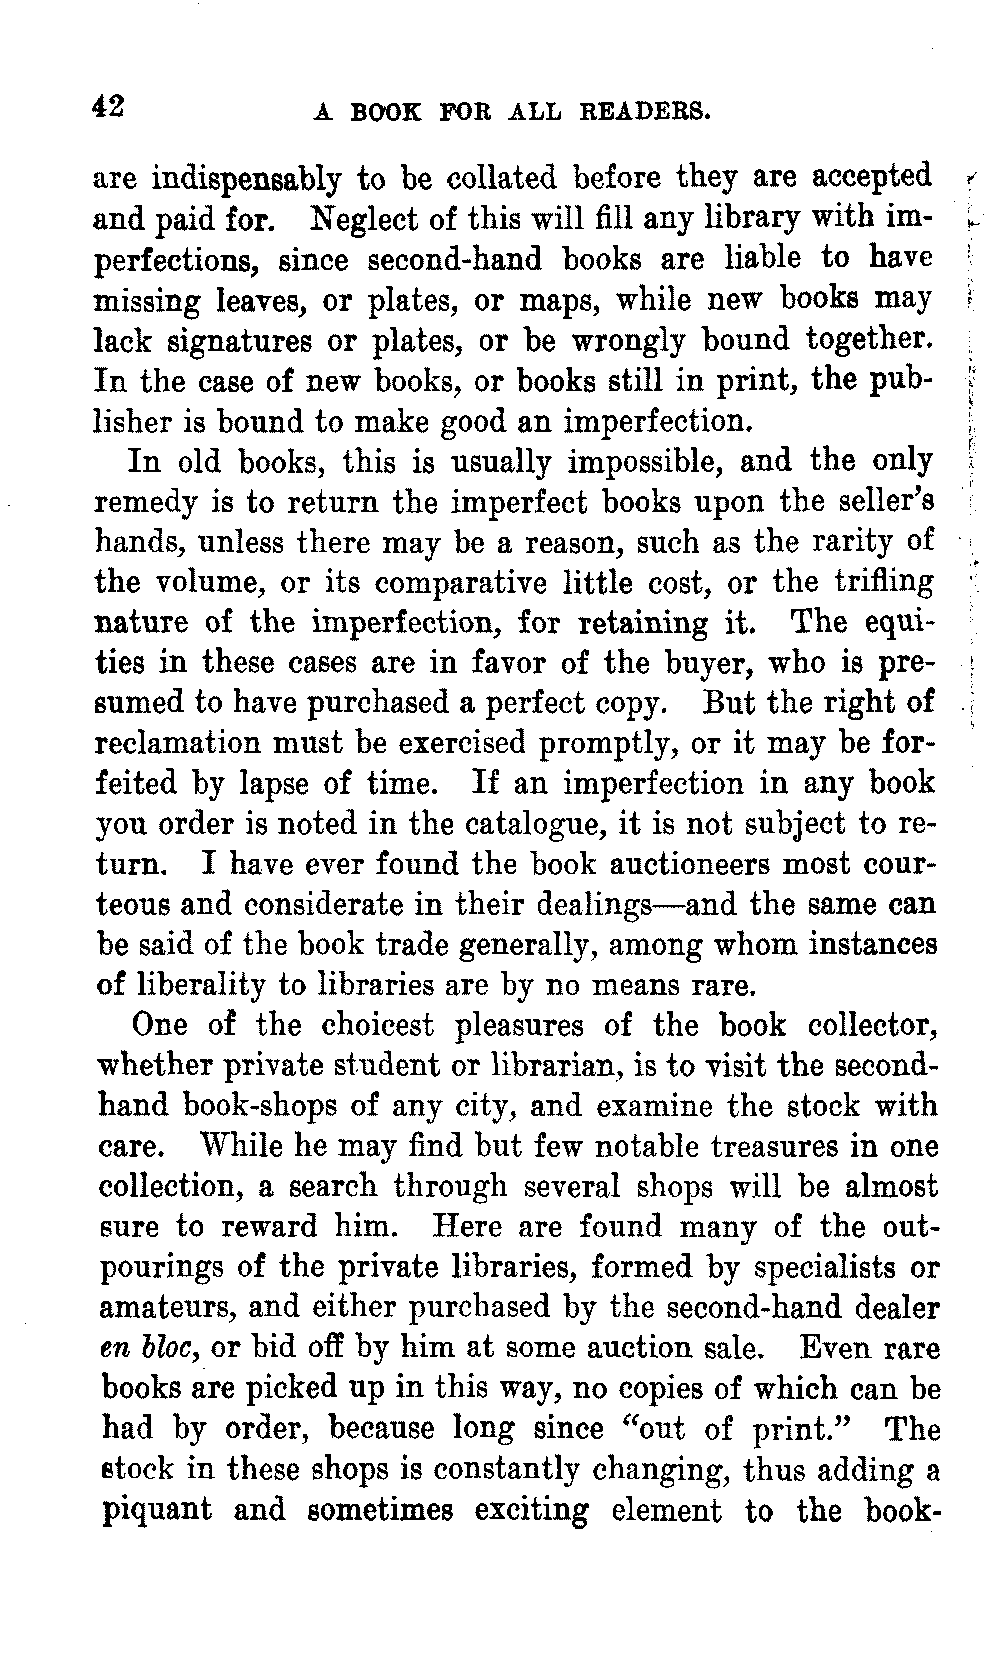 42 A BOOK FOR ALL READERS.
are indispensably to be collated before they are accepted
and paid for. Neglect of this will fill any library with im-
perfections, since second-hand books are liable to have
missing leaves, or plates, or maps, while new books may
lack signatures or plates, or be wrongly bound together.
In the case of new books, or books still in print, the pub-
lisher is bound to make good an imperfection.
In old books, this is usually impossible, and the only
remedy is to return the imperfect books upon the seller's
hands, unless there may be a reason, such as the rarity of
the volume, or its comparative little cost, or the trifling
nature of the imperfection, for retaining it. The equi-
ties in these cases are in favor of the buyer, who is pre-
sumed to have purchased a perfect copy. But the right of
reclamation must be exercised promptly, or it may be for-
feited by lapse of time. If an imperfection in any book
you order is noted in the catalogue, it is not subject to re-
turn. I have ever found the book auctioneers most cour-
teous and considerate in their dealings—and the same can
be said of the book trade generally, among whom instances
of liberality to libraries are by no means rare.
One of the choicest pleasures of the book collector,
whether private student or librarian, is to visit the second-
hand book-shops of any city, and examine the stock with
care. While he may find but few notable treasures in one
collection, a search through several shops will be almost
sure to reward him. Here are found many of the out-
pourings of the private libraries, formed by specialists or
amateurs, and either purchased by the second-hand dealer
en bloc, or bid off by him at some auction sale. Even rare
books are picked up in this way, no copies of which can be
had by order, because long since "out of print." The
stock in these shops is constantly changing, thus adding a
piquant and sometimes exciting element to the book-